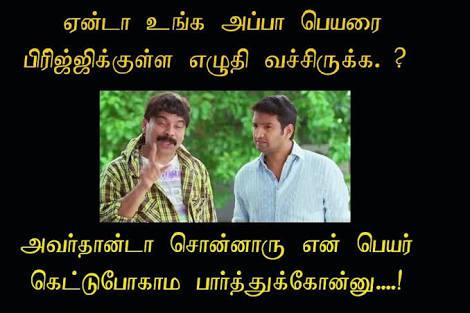 ஏன்டா உங்க அப்பா பெயரை
பிரிஜ்ஜிக்குள்ள எழுதி வச்சிருக்க. ?
அவர்தான்டா சொன்னாரு என் பெயர்
கெட்டுபோகாம பார்த்துக்கோன்னு....!